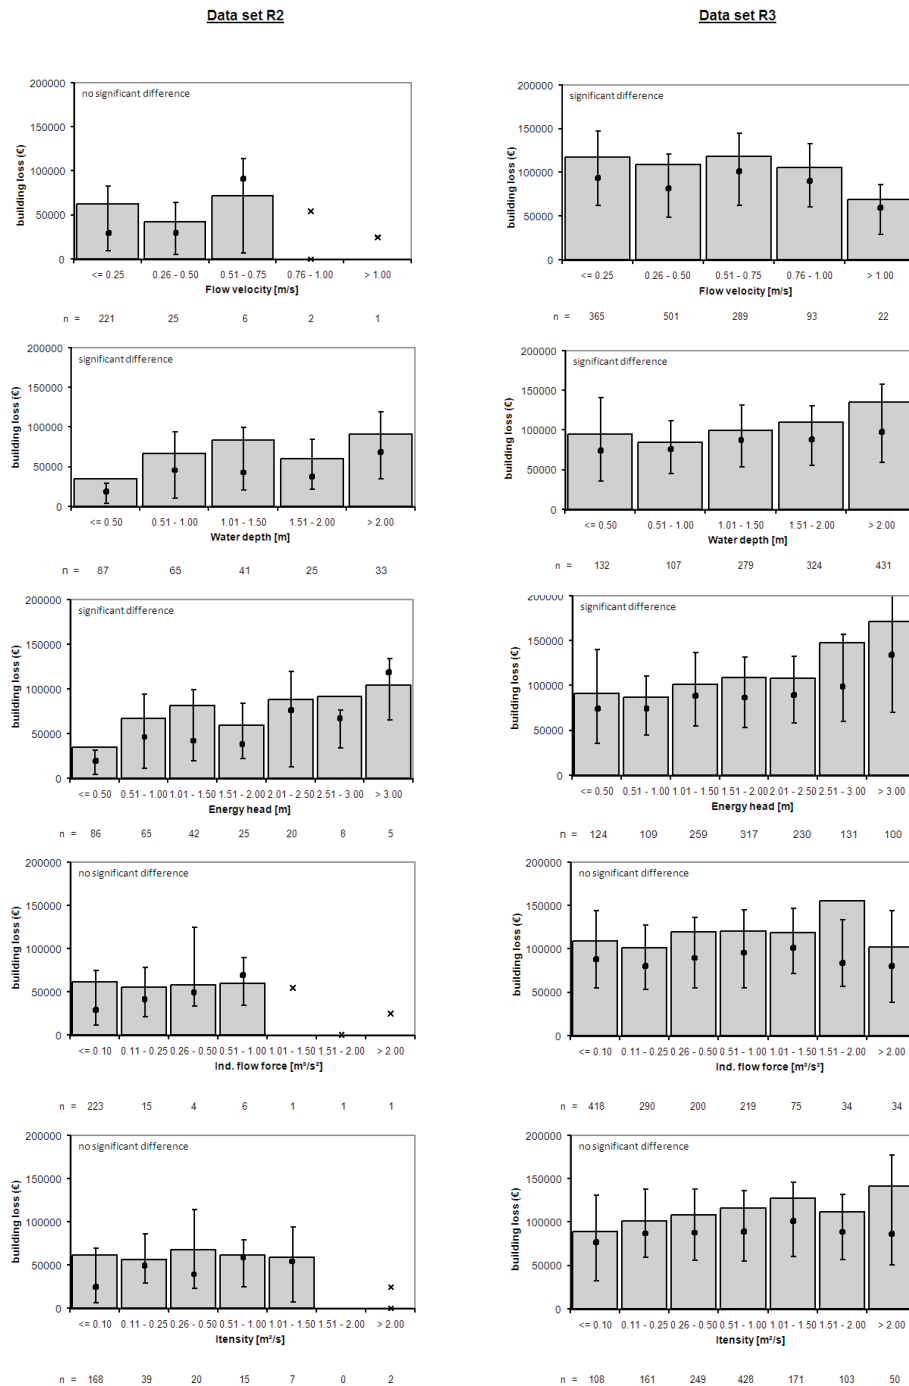 Data set R2
Data set R3
200000
150000
100000
50000
0
building loss (€)
no significant difference
<= 0.25 0.26 - 0.50 0.51 - 0.75 0.76 - 1.00 > 1.00
Flow velocity [m/s]
n = 221 25 6 2 1
200000
150000
100000
50000
0
building loss (€)
significant difference
<= 0.25 0.26 - 0.50 0.51 - 0.75 0.76 - 1.00 > 1.00
Flow velocity [m/s]
n = 365 501 289 93 22
200000
150000
100000
50000
0
building loss (€)
significant difference
<= 0.50 0.51 - 1.00 1.01 - 1.50 1.51 - 2.00 > 2.00
Water depth [m]
n = 87 65 41 25 33
200000
150000
100000
50000
0
building loss (€)
significant difference
<= 0.50 0.51 - 1.00 1.01 - 1.50 1.51 - 2.00 > 2.00
Water depth [m]
n = 132 107 279 324 431
200000
150000
100000
50000
0
building loss (€)
significant difference
<= 0.50 0.51 - 1.00 1.01 - 1.50 1.51 - 2.00 2.01 - 2.50 2.51 - 3.00 > 3.00
Energy head [m]
n = 86 65 42 25 20 8 5
200000
150000
100000
50000
0
building loss (€)
significant difference
<= 0.50 0.51 - 1.00 1.01 - 1.50 1.51 - 2.00 2.01 - 2.50 2.51 - 3.00 > 3.00
Energy head [m]
n = 124 109 259 317 230 131 100
200000
150000
100000
50000
0
building loss (€)
no significant difference
<= 0.10 0.11 - 0.25 0.26 - 0.50 0.51 - 1.00 1.01 - 1.50 1.51 - 2.00 > 2.00
Ind. flow force [m³/s²]
n = 223 15 4 6 1 1 1
200000
150000
100000
50000
0
building loss (€)
no significant difference
<= 0.10 0.11 - 0.25 0.26 - 0.50 0.51 - 1.00 1.01 - 1.50 1.51 - 2.00 > 2.00
Ind. flow force [m³/s²]
n = 418 290 200 219 75 34 34
200000
150000
100000
50000
0
building loss (€)
no significant difference
<= 0.10 0.11 - 0.25 0.26 - 0.50 0.51 - 1.00 1.01 - 1.50 1.51 - 2.00 > 2.00
Itensity [m²/s]
n = 168 39 20 15 7 0 2
200000
150000
100000
50000
0
building loss (€)
no significant difference
<= 0.10 0.11 - 0.25 0.26 - 0.50 0.51 - 1.00 1.01 - 1.50 1.51 - 2.00 > 2.00
Itensity [m²/s]
n = 108 161 249 428 171 103 50